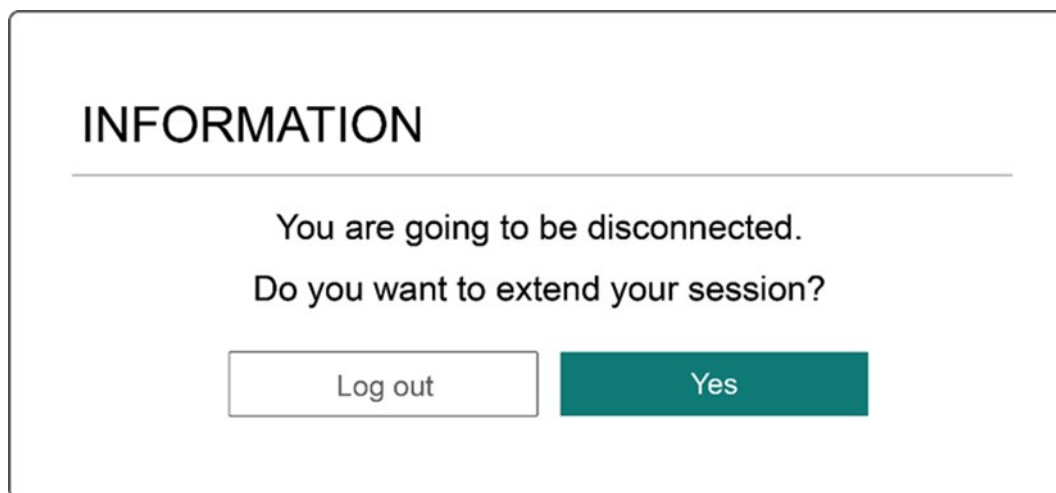 INFORMATION
You are going to be disconnected.
Do you want to extend your session?
Log out
Yes